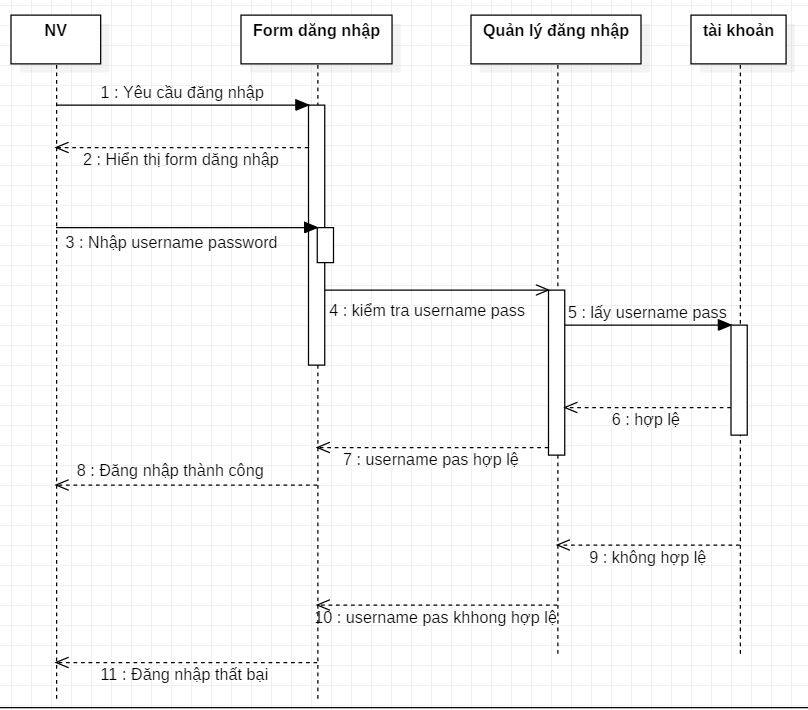 NV
Form dăng nhập
Quản lý đăng nhập
tài khoản
1 : Yêu cầu đăng nhập
2 : Hiển thị form dăng nhập
3 : Nhập username password
4 : kiểm tra username pass
5 : lấy username pass
6 : hợp lệ
7 : username pas hợp lệ
8 : Đăng nhập thành công
9 : không hợp lệ
10 : username pas khhong hợp lệ
11 : Đăng nhập thất bại